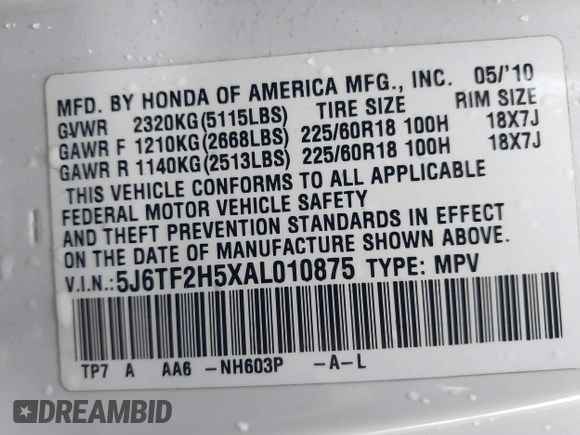 MFD. BY HONDA OF AMERICA MFG., INC. 05/'10
GVWR 2320KG(5115LBS) TIRE SIZE RIM SIZE
GAWR F 1210KG(2668LBS) 225/60R18 100H 18X7J
GAWR R 1140KG(2513LBS) 225/60R18 100H 18X7J
THIS VEHICLE CONFORMS TO ALL APPLICABLE
FEDERAL MOTOR VEHICLE SAFETY
AND THEFT PREVENTION STANDARDS IN EFFECT
ON THE DATE OF MANUFACTURE SHOWN ABOVE.
V.I.N.:5J6TF2H5XAL010875 TYPE: MPV
TP7 A AA6 -NH603P -A-L
DREAMBID